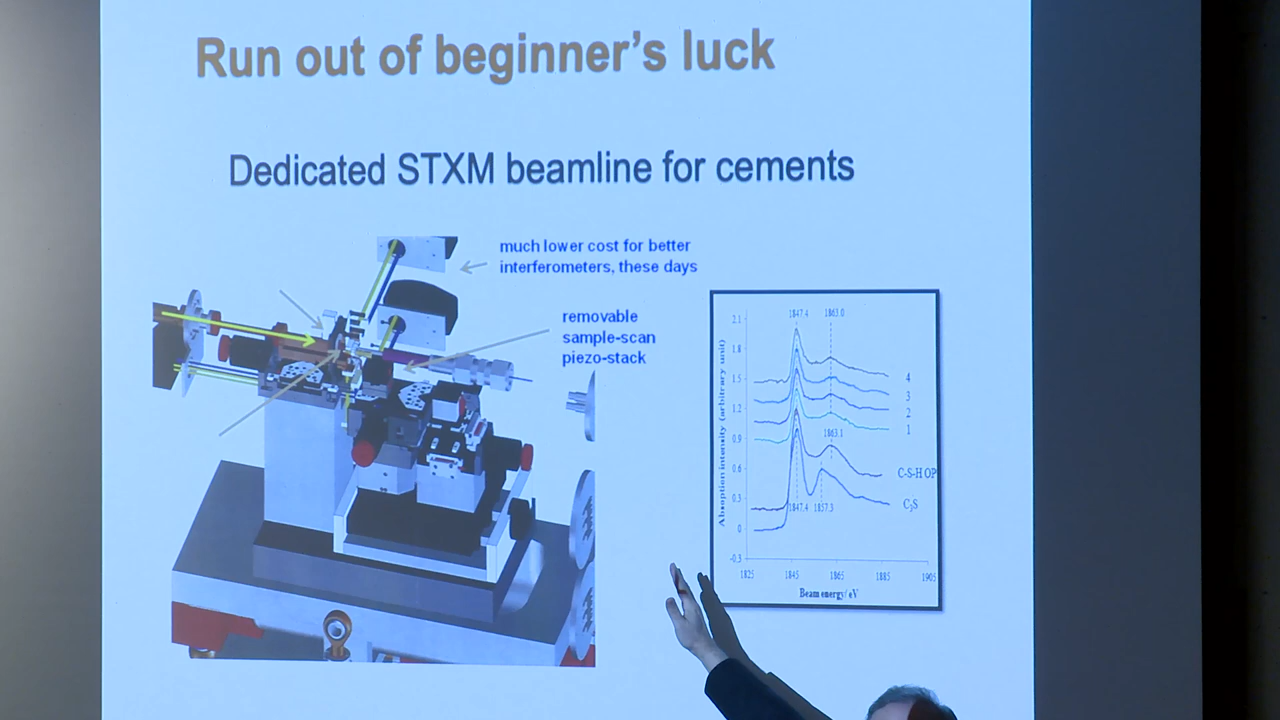 Run out of beginner's luck
Dedicated STXM beamline for cements
much lower cost for better
interferometers, these days
removable
sample-scan
piezo-stack
1847.4 1863.0
2.1
1.8
1.5
1.2
0.9
0.6
0.3
0
-0.3
Absoption intensity (arbitrary unit)
4
3
2
1
1863.1
C-S-H OP
C₃S
1847.4 1857.3
1825 1845 1865 1885 1905
Beam energy/ eV